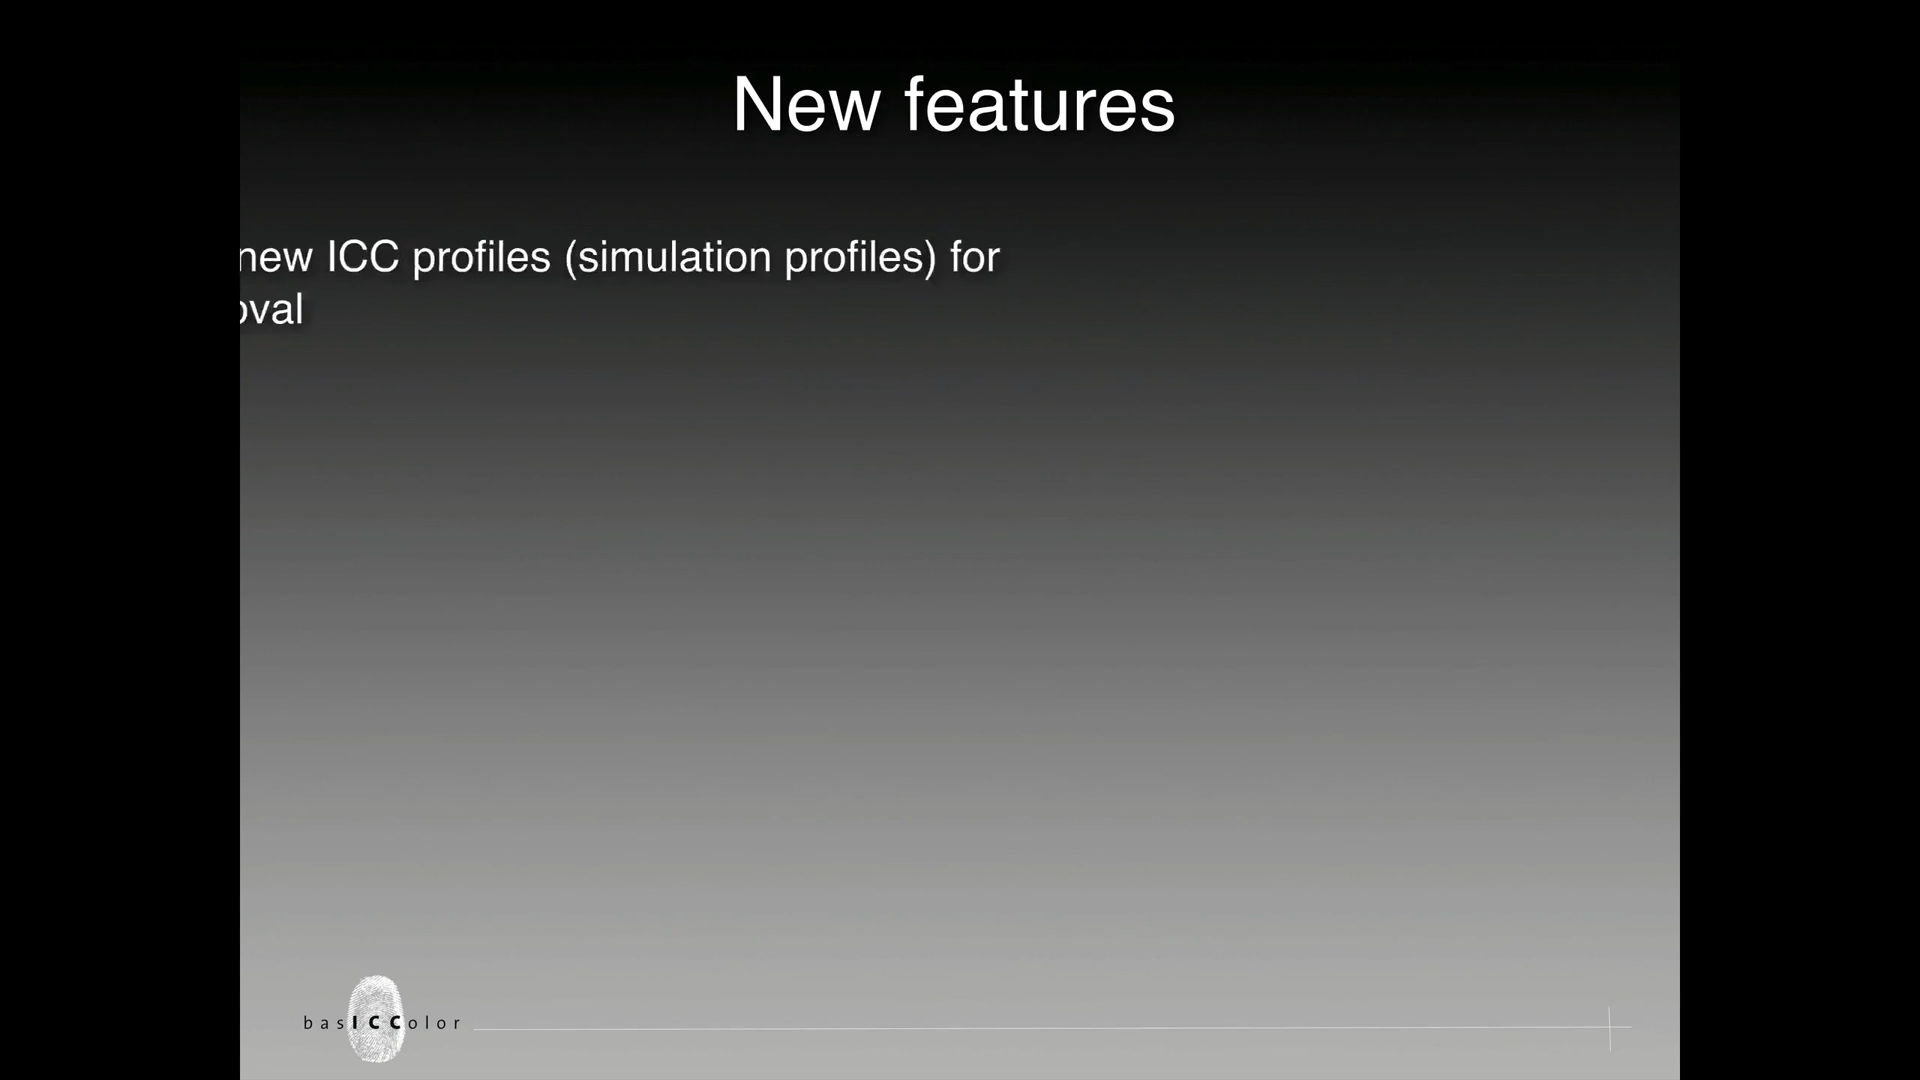 New features
new ICC profiles (simulation profiles) for
basICColor